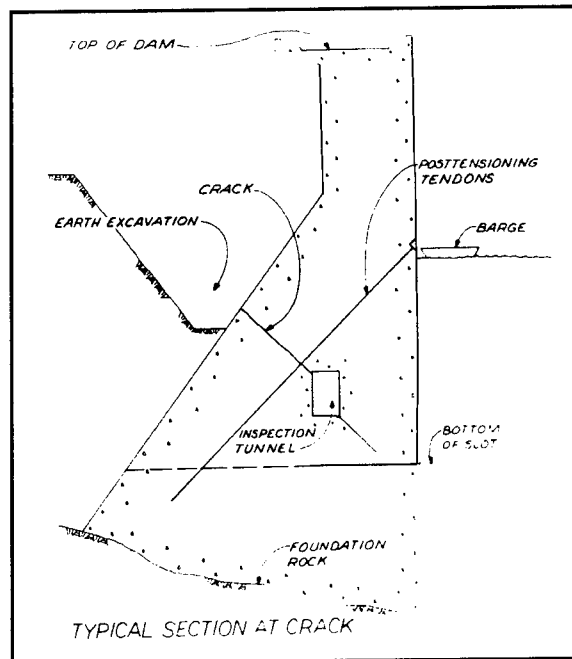 TOP OF DAM
POSTTENSIONING
TENDONS
CRACK
BARGE
EARTH EXCAVATION
INSPECTION
TUNNEL
BOTTOM
OF SLOT
FOUNDATION
ROCK
TYPICAL SECTION AT CRACK